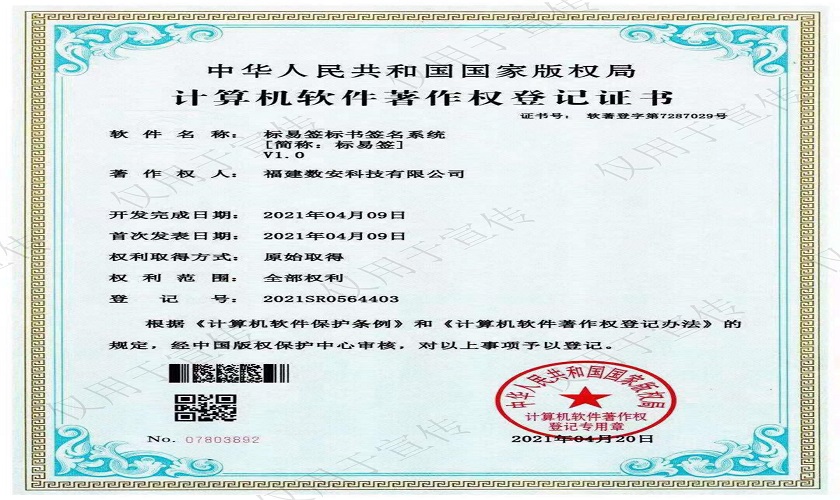 中华人民共和国国家版权局
计算机软件著作权登记证书
证书号： 软著登字第7287029号
软件名称： 标易签标书签名系统
[简称：标易签]
V1.0
著作权人： 福建数安科技有限公司
开发完成日期： 2021年04月09日
首次发表日期： 2021年04月09日
权利取得方式： 原始取得
权利范围： 全部权利
登记号： 2021SR0564403
根据《计算机软件保护条例》和《计算机软件著作权登记办法》的
规定，经中国版权保护中心审核，对以上事项予以登记。
中华人民共和国国家版权局
计算机软件著作权
登记专用章
No. 07803892
2021年04月20日
仅用于宣传